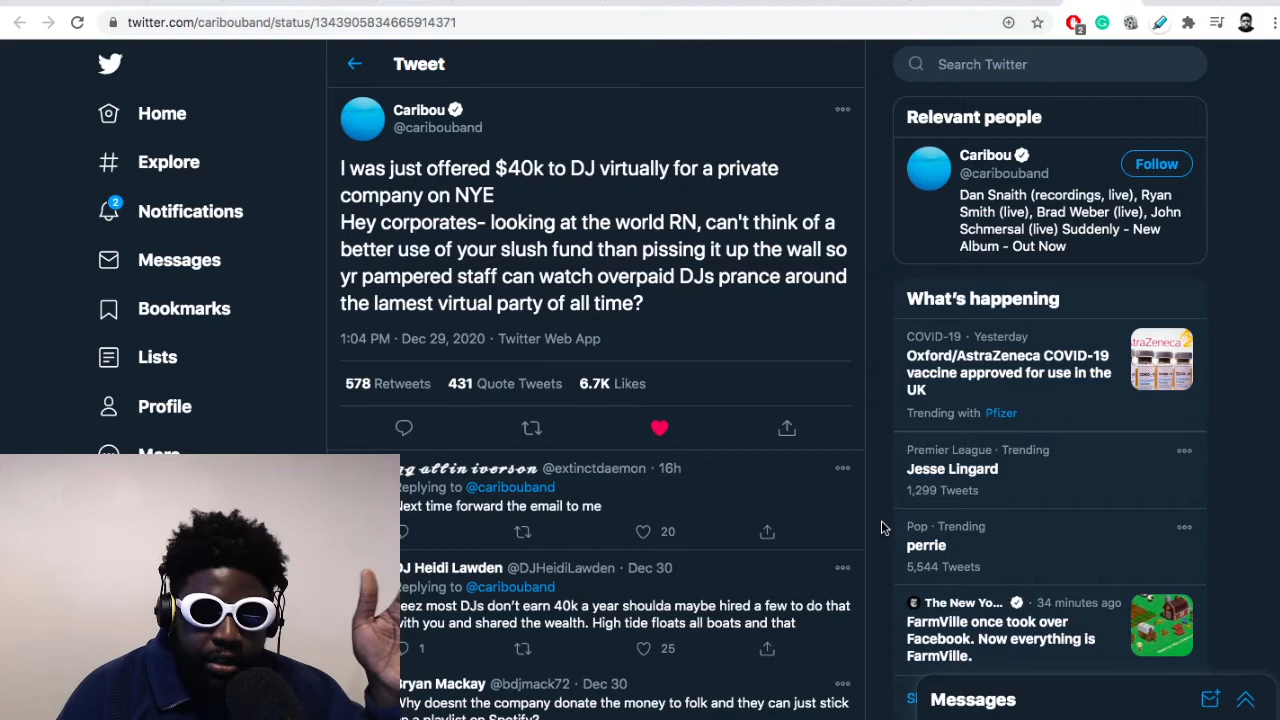 twitter.com/caribouband/status/1343905834665914371
2
Home
Explore
2
Notifications
Messages
Bookmarks
Lists
Profile
More
Tweet
Caribou
@caribouband
I was just offered $40k to DJ virtually for a private
company on NYE
Hey corporates- looking at the world RN, can't think of a
better use of your slush fund than pissing it up the wall so
yr pampered staff can watch overpaid DJs prance around
the lamest virtual party of all time?
1:04 PM · Dec 29, 2020 · Twitter Web App
578 Retweets 431 Quote Tweets 6.7K Likes
allin iverson @extinctdaemon · 16h
Replying to @caribouband
Next time forward the email to me
20
DJ Heidi Lawden @DJHeidiLawden · Dec 30
Replying to @caribouband
eez most DJs don't earn 40k a year shoulda maybe hired a few to do that
with you and shared the wealth. High tide floats all boats and that
1 25
Bryan Mackay @bdjmack72 · Dec 30
Why doesnt the company donate the money to folk and they can just stick
a playlist on Spotify?
Search Twitter
Relevant people
Caribou
@caribouband
Follow
Dan Snaith (recordings, live), Ryan
Smith (live), Brad Weber (live), John
Schmersal (live) Suddenly - New
Album - Out Now
What's happening
COVID-19 · Yesterday
Oxford/AstraZeneca COVID-19
vaccine approved for use in the
UK
Trending with Pfizer
traZeneca
Premier League · Trending
Jesse Lingard
1,299 Tweets
Pop · Trending
perrie
5,544 Tweets
The New Yo... · 34 minutes ago
FarmVille once took over
Facebook. Now everything is
FarmVille.
Messages